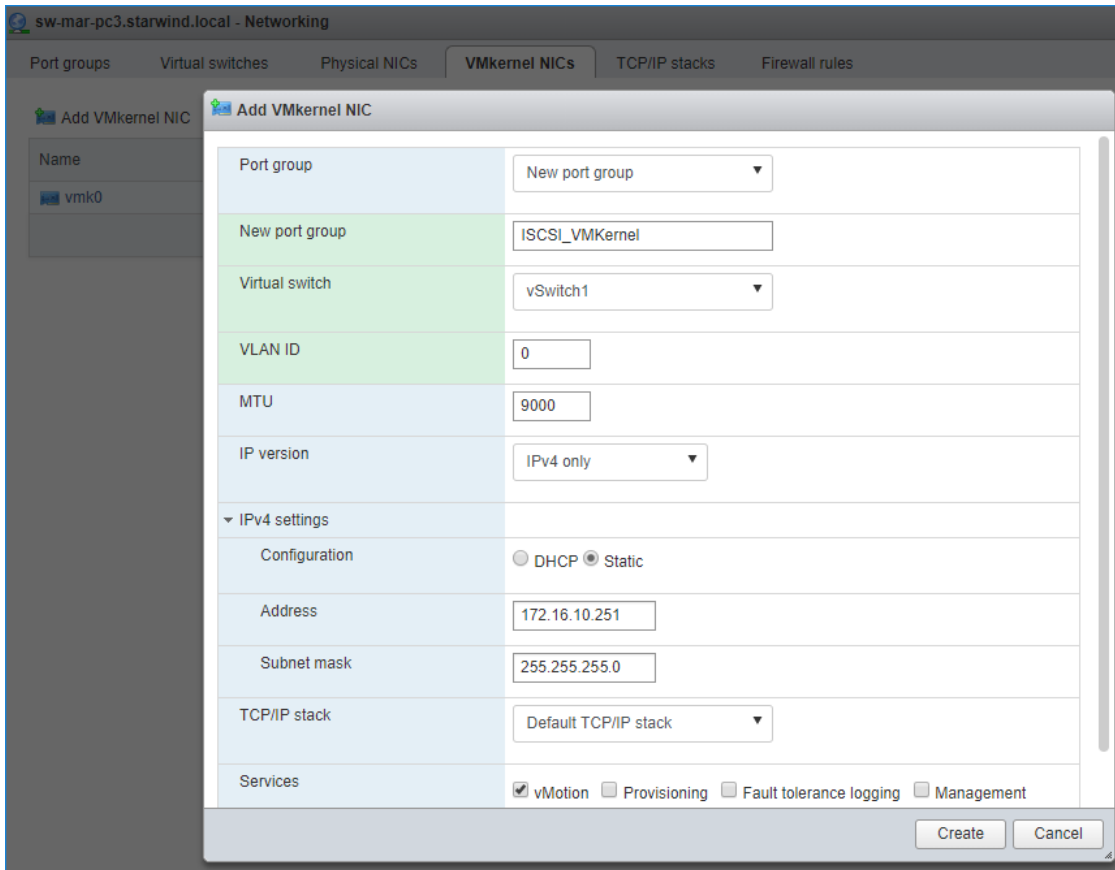 sw-mar-pc3.starwind.local - Networking
Port groups Virtual switches Physical NICs VMkernel NICs TCP/IP stacks Firewall rules
Add VMkernel NIC
Name
vmk0
Add VMkernel NIC
Port group New port group
New port group ISCSI_VMKernel
Virtual switch vSwitch1
VLAN ID 0
MTU 9000
IP version IPv4 only
IPv4 settings
Configuration DHCP Static
Address 172.16.10.251
Subnet mask 255.255.255.0
TCP/IP stack Default TCP/IP stack
Services vMotion Provisioning Fault tolerance logging Management
Create Cancel